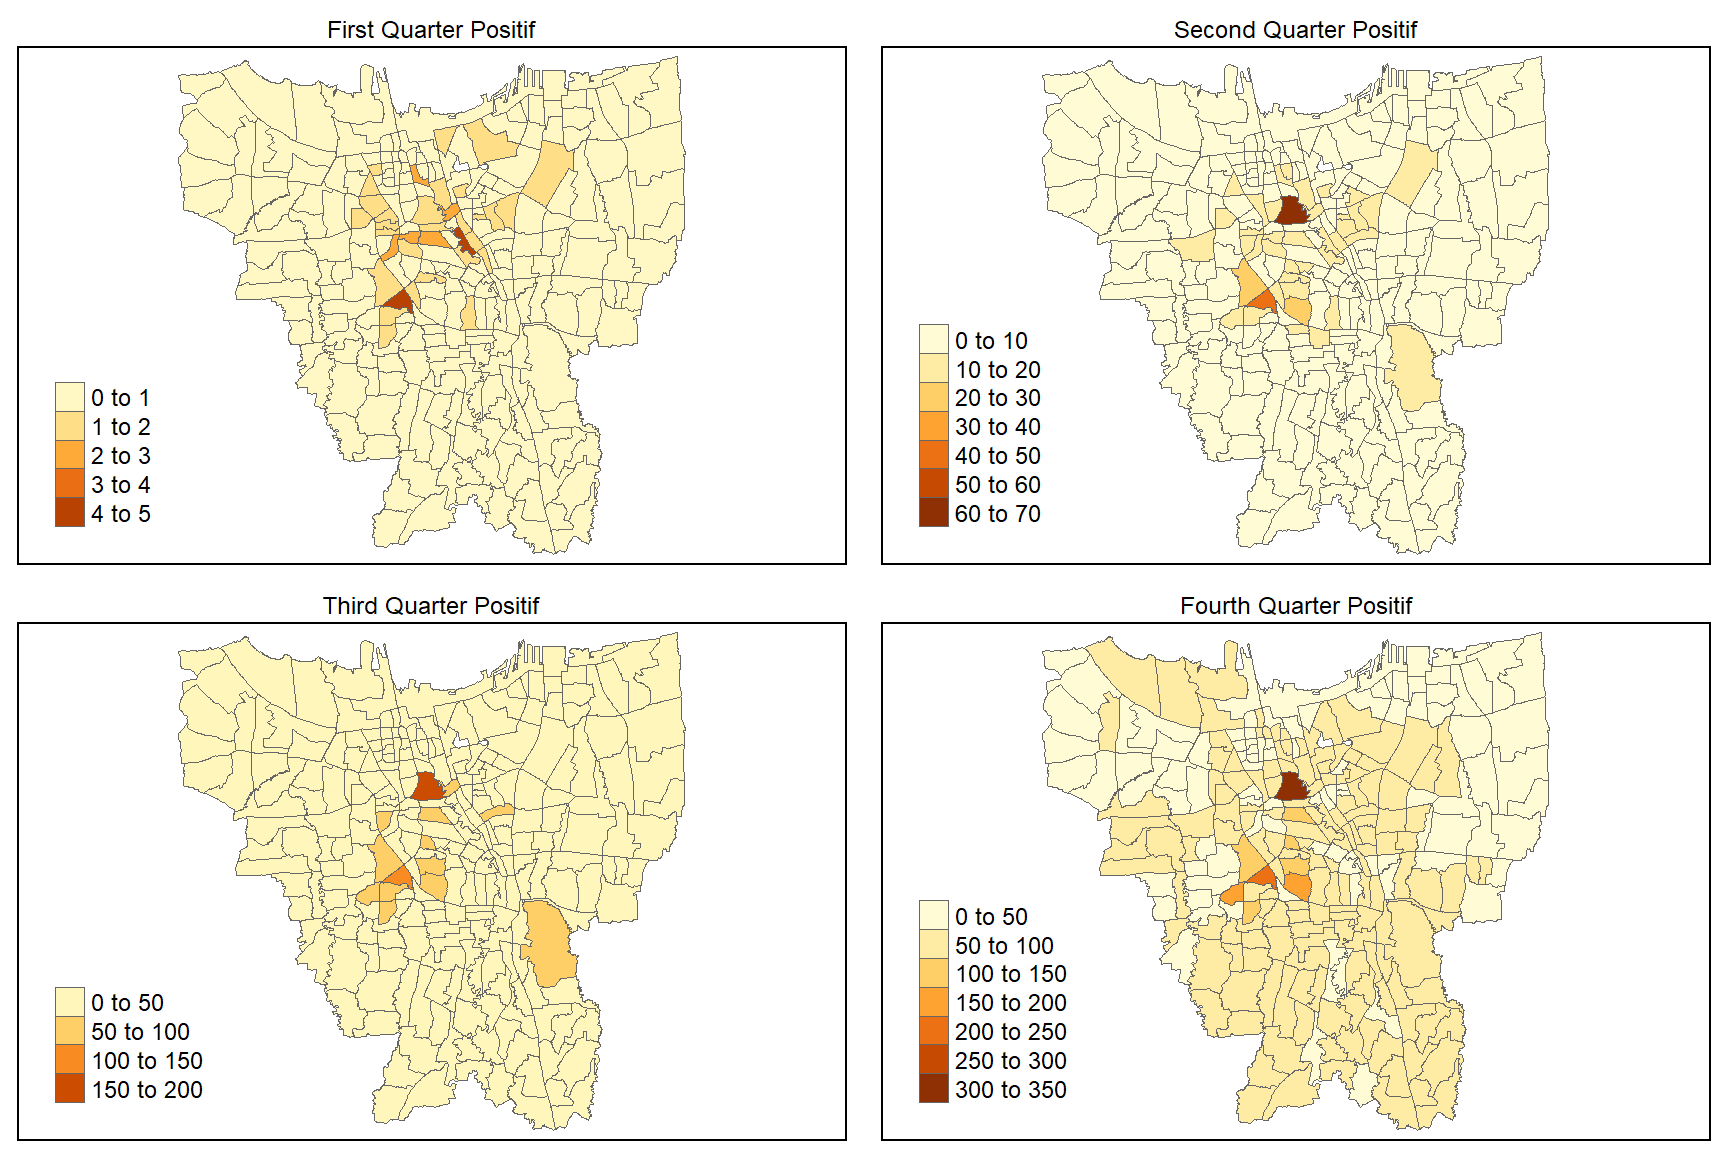 First Quarter Positif
0 to 1
1 to 2
2 to 3
3 to 4
4 to 5
Second Quarter Positif
0 to 10
10 to 20
20 to 30
30 to 40
40 to 50
50 to 60
60 to 70
Third Quarter Positif
0 to 50
50 to 100
100 to 150
150 to 200
Fourth Quarter Positif
0 to 50
50 to 100
100 to 150
150 to 200
200 to 250
250 to 300
300 to 350